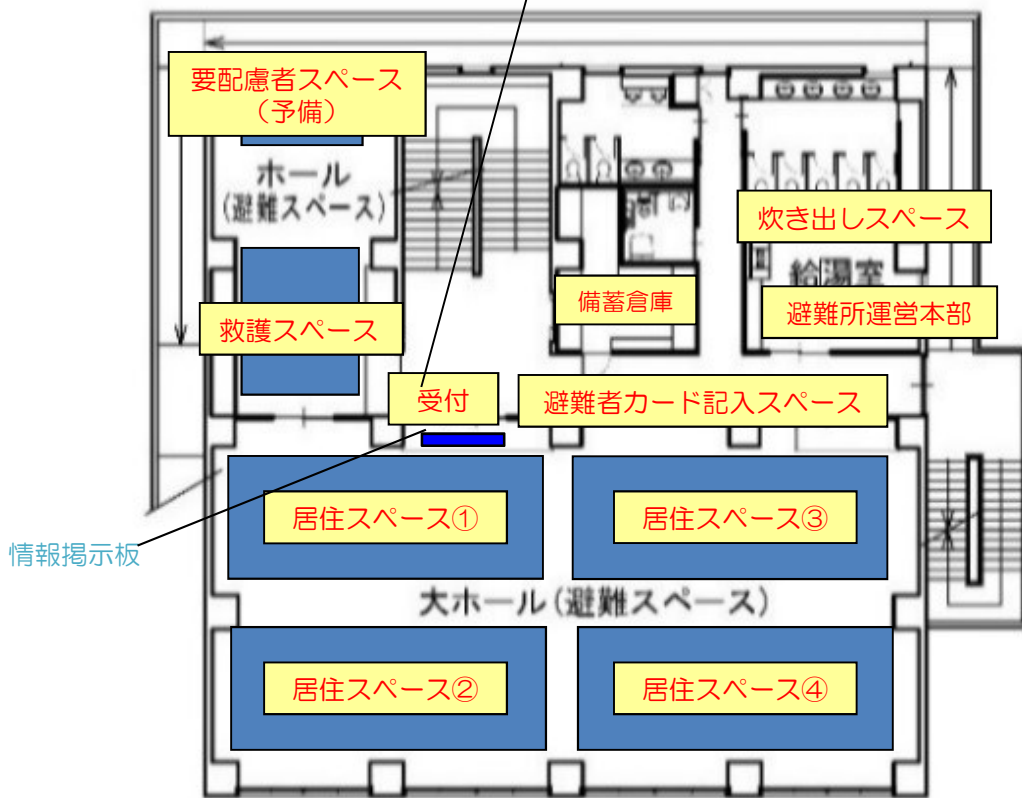 要配慮者スペース
（予備）
ホール
(避難スペース)
炊き出しスペース
給湯室
備蓄倉庫
避難所運営本部
救護スペース
受付
避難者カード記入スペース
居住スペース①
居住スペース③
情報掲示板
大ホール(避難スペース)
居住スペース②
居住スペース④